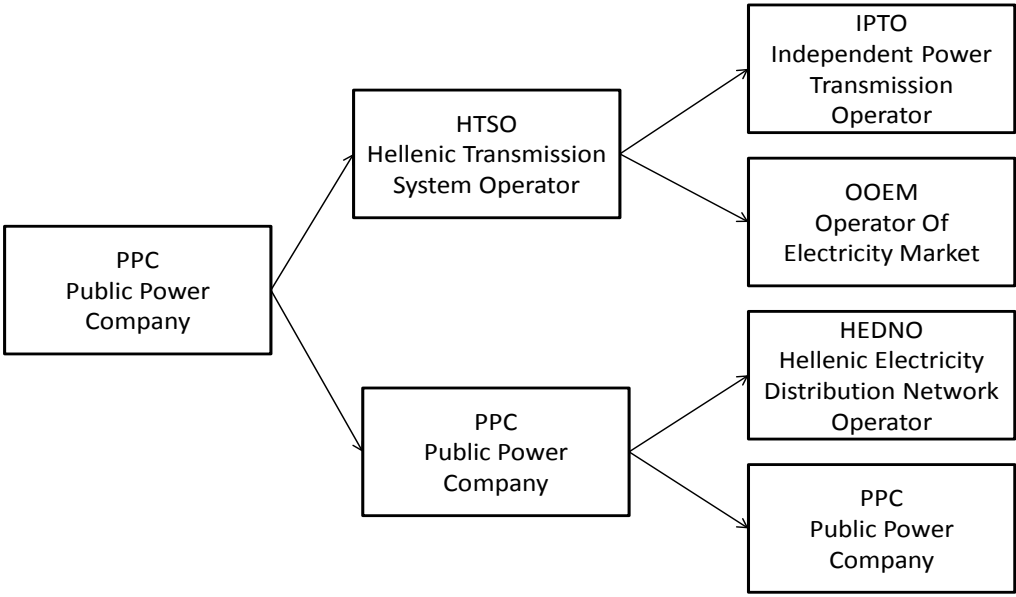 PPC
Public Power
Company
HTSO
Hellenic Transmission
System Operator
PPC
Public Power
Company
IPTO
Independent Power
Transmission
Operator
OOEM
Operator Of
Electricity Market
HEDNO
Hellenic Electricity
Distribution Network
Operator
PPC
Public Power
Company